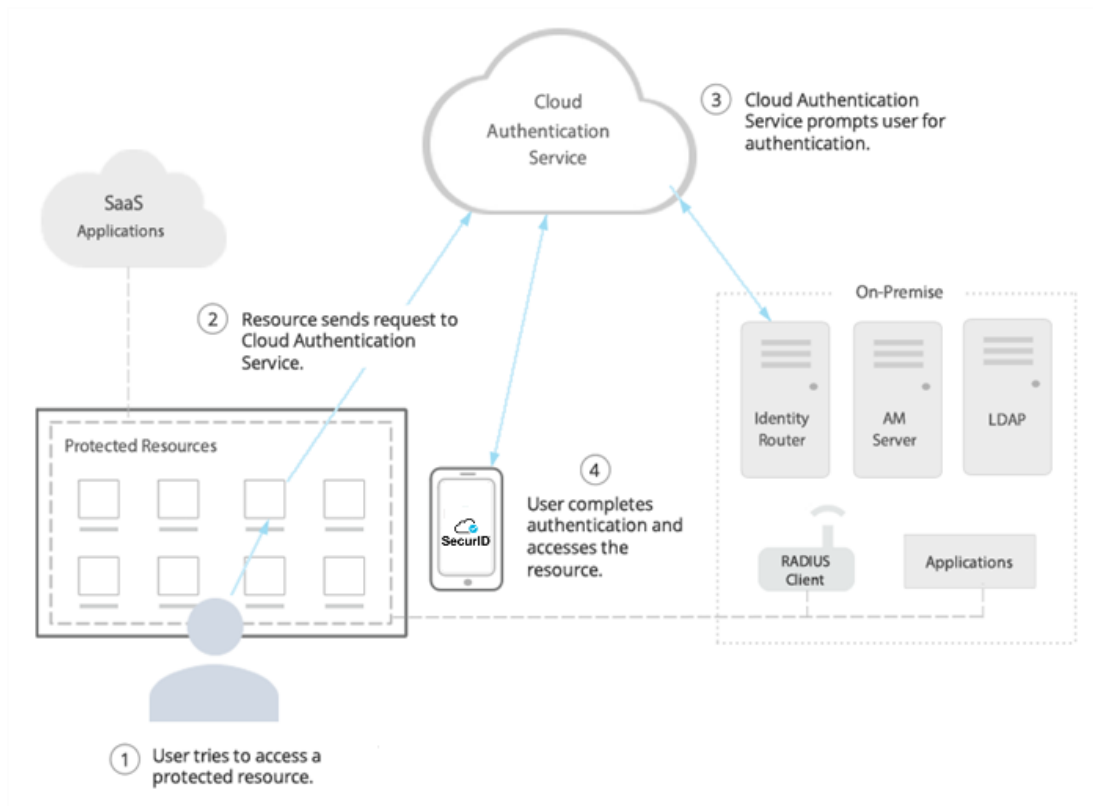 Cloud
Authentication
Service
3
Cloud Authentication
Service prompts user for
authentication.
SaaS
Applications
2
Resource sends request to
Cloud Authentication
Service.
On-Premise
Identity
Router
AM
Server
LDAP
Protected Resources
SecurID
4
User completes
authentication and
accesses the
resource.
RADIUS
Client
Applications
1
User tries to access a
protected resource.